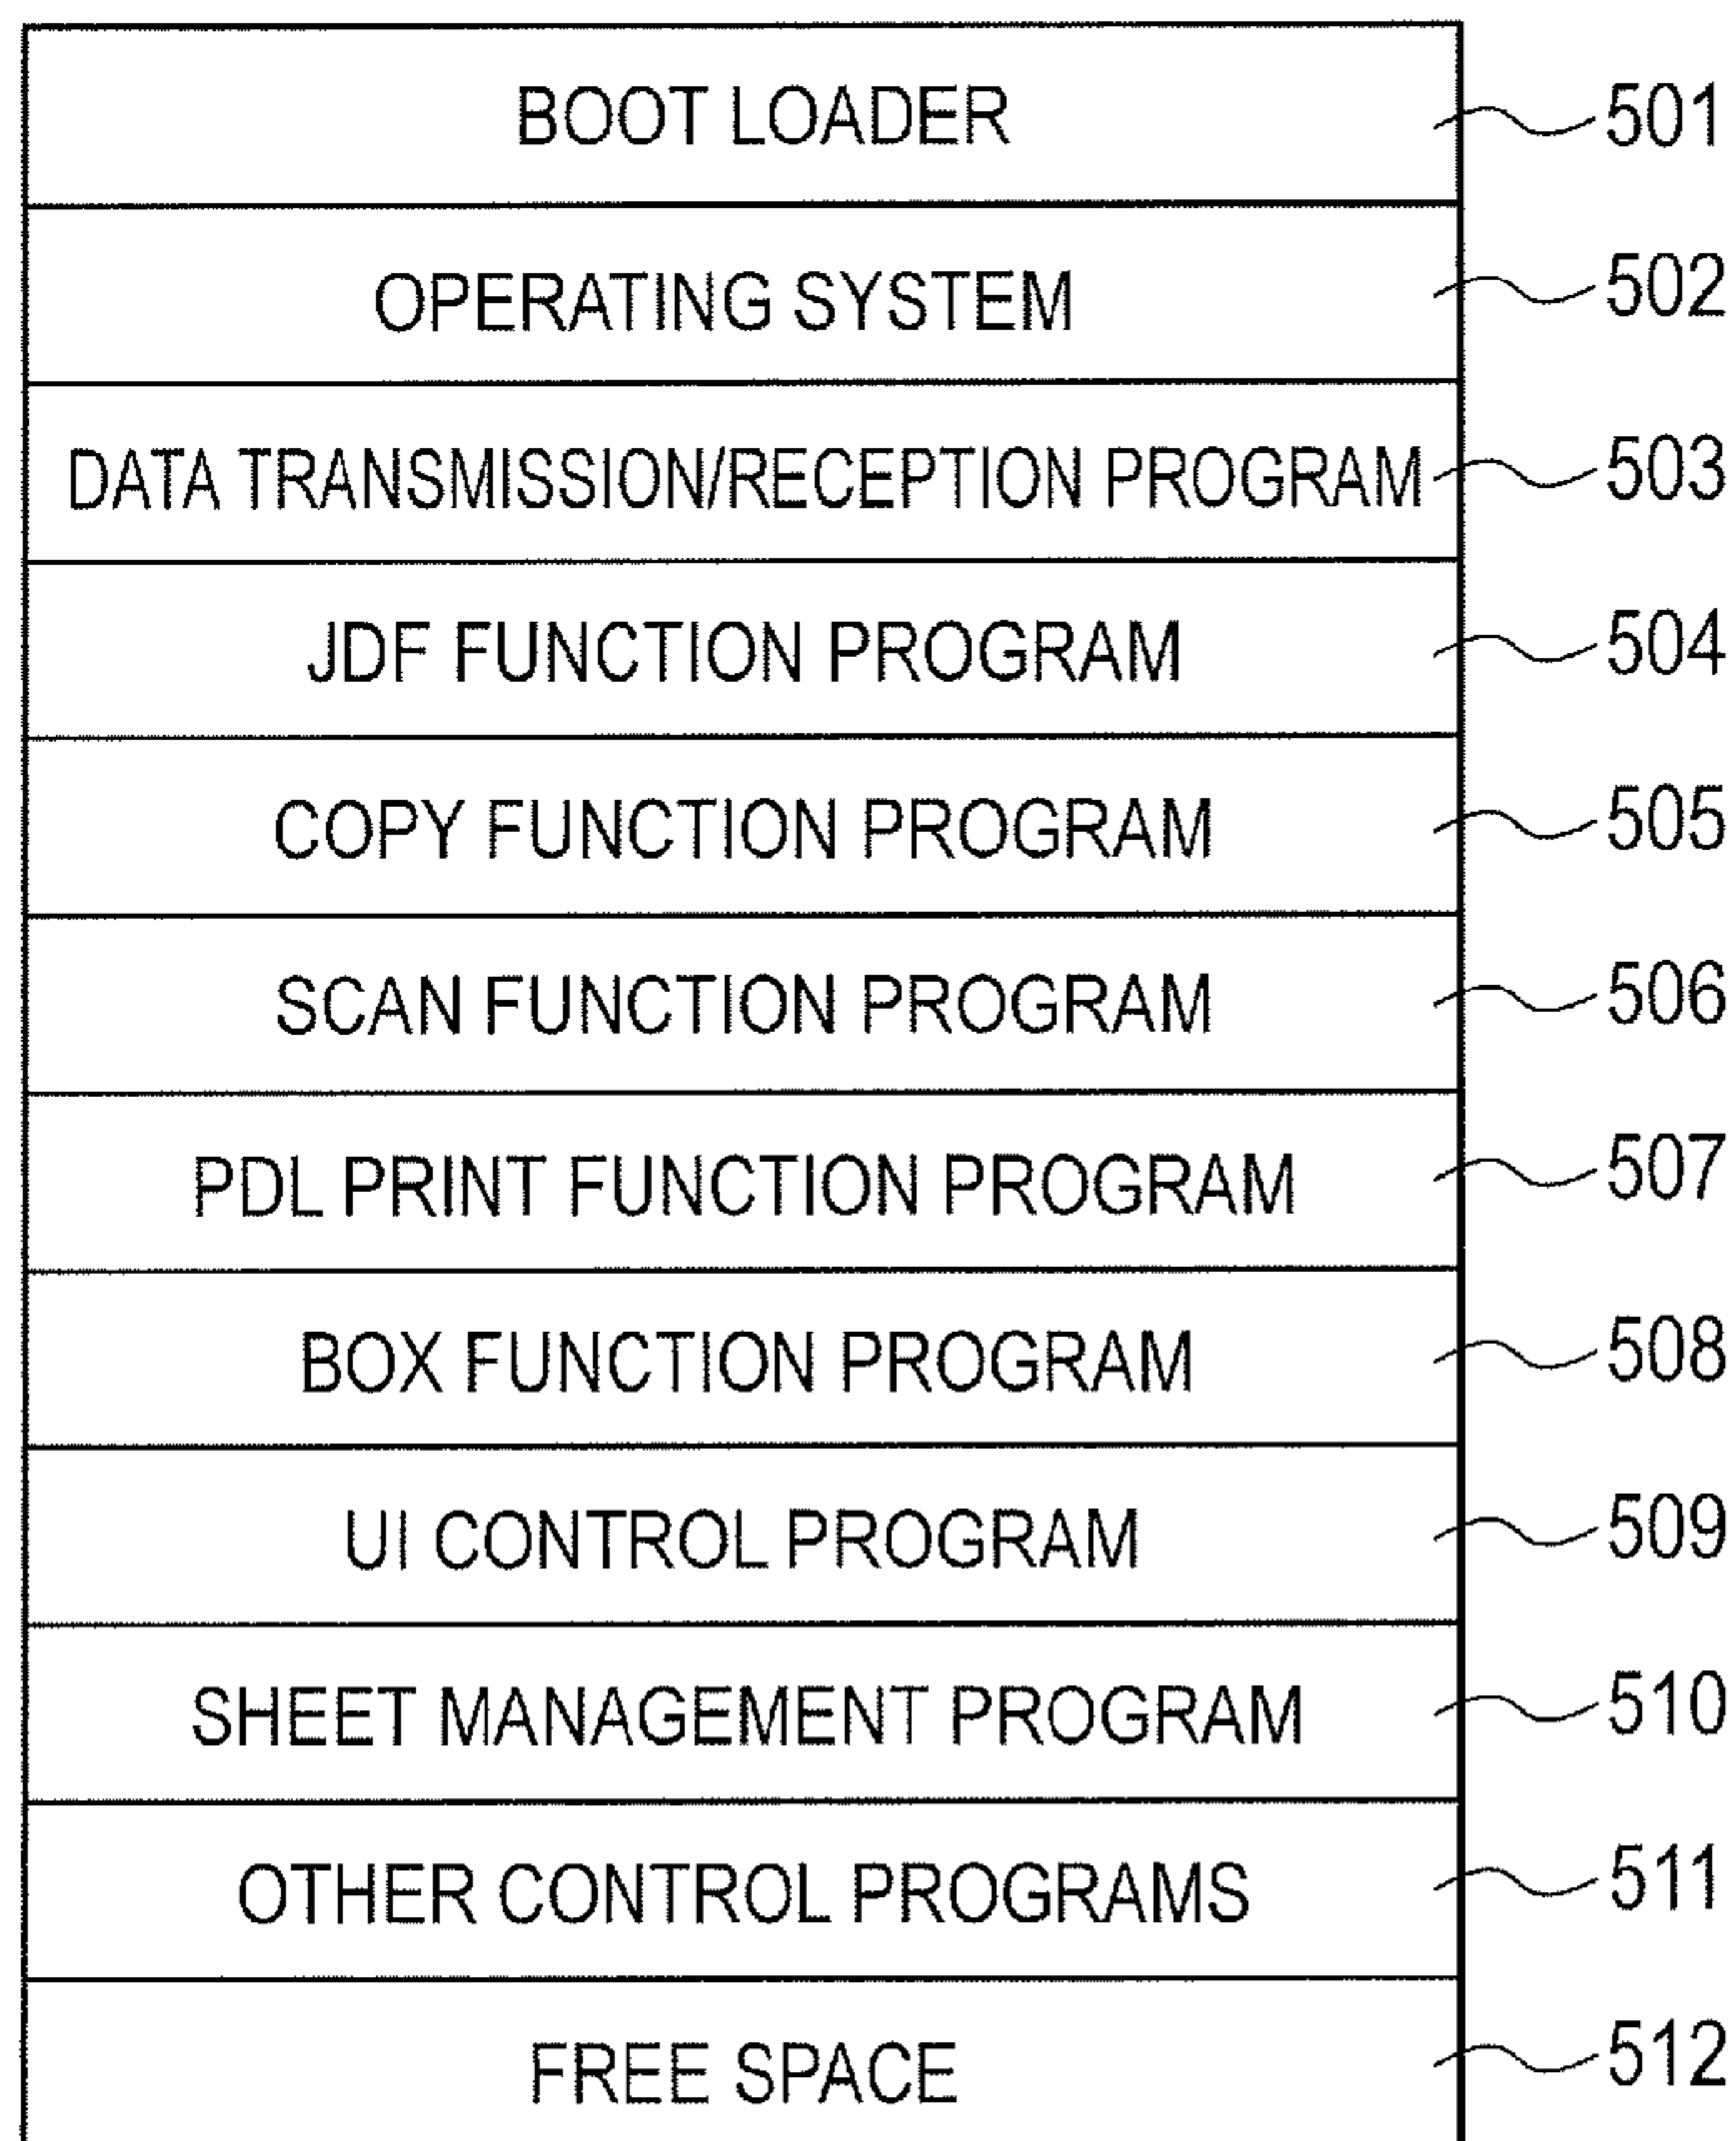 BOOT LOADER 501
OPERATING SYSTEM 502
DATA TRANSMISSION/RECEPTION PROGRAM 503
JDF FUNCTION PROGRAM 504
COPY FUNCTION PROGRAM 505
SCAN FUNCTION PROGRAM 506
PDL PRINT FUNCTION PROGRAM 507
BOX FUNCTION PROGRAM 508
UI CONTROL PROGRAM 509
SHEET MANAGEMENT PROGRAM 510
OTHER CONTROL PROGRAMS 511
FREE SPACE 512